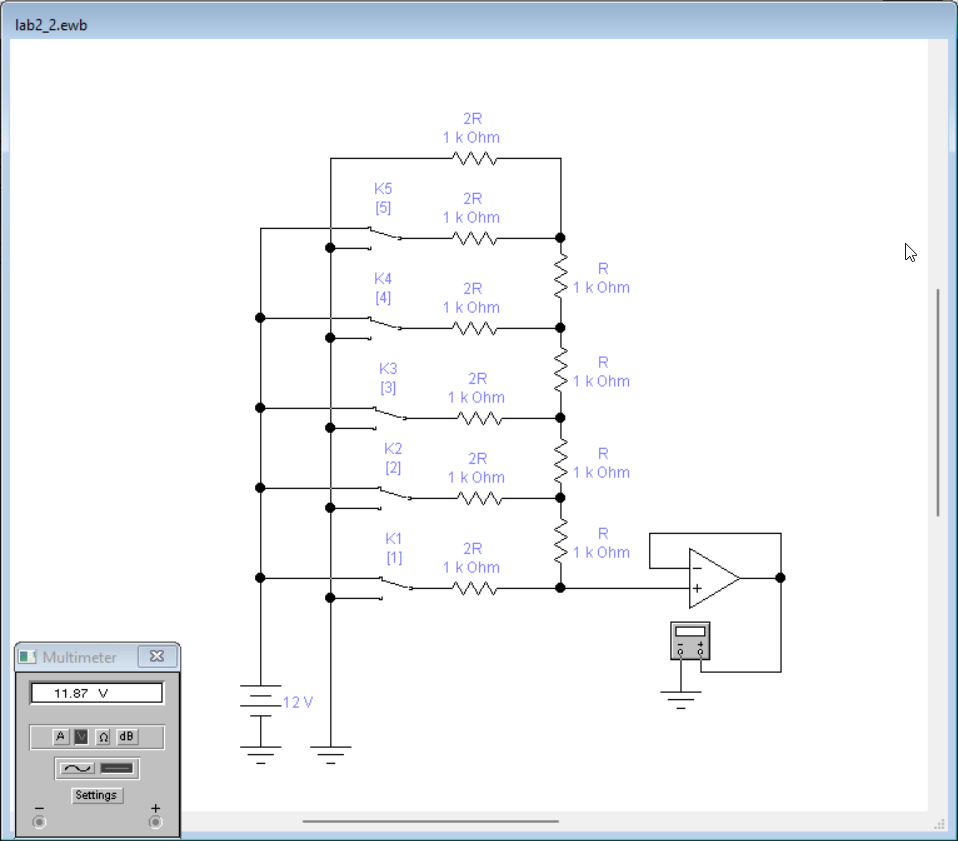 lab2_2.ewb
2R
1 k Ohm
K5
[5]
2R
1 k Ohm
R
1 k Ohm
K4
[4]
2R
1 k Ohm
R
1 k Ohm
K3
[3]
2R
1 k Ohm
R
1 k Ohm
K2
[2]
2R
1 k Ohm
R
1 k Ohm
K1
[1]
2R
1 k Ohm
12 V
Multimeter
11.87 V
A V Ω dB
Settings